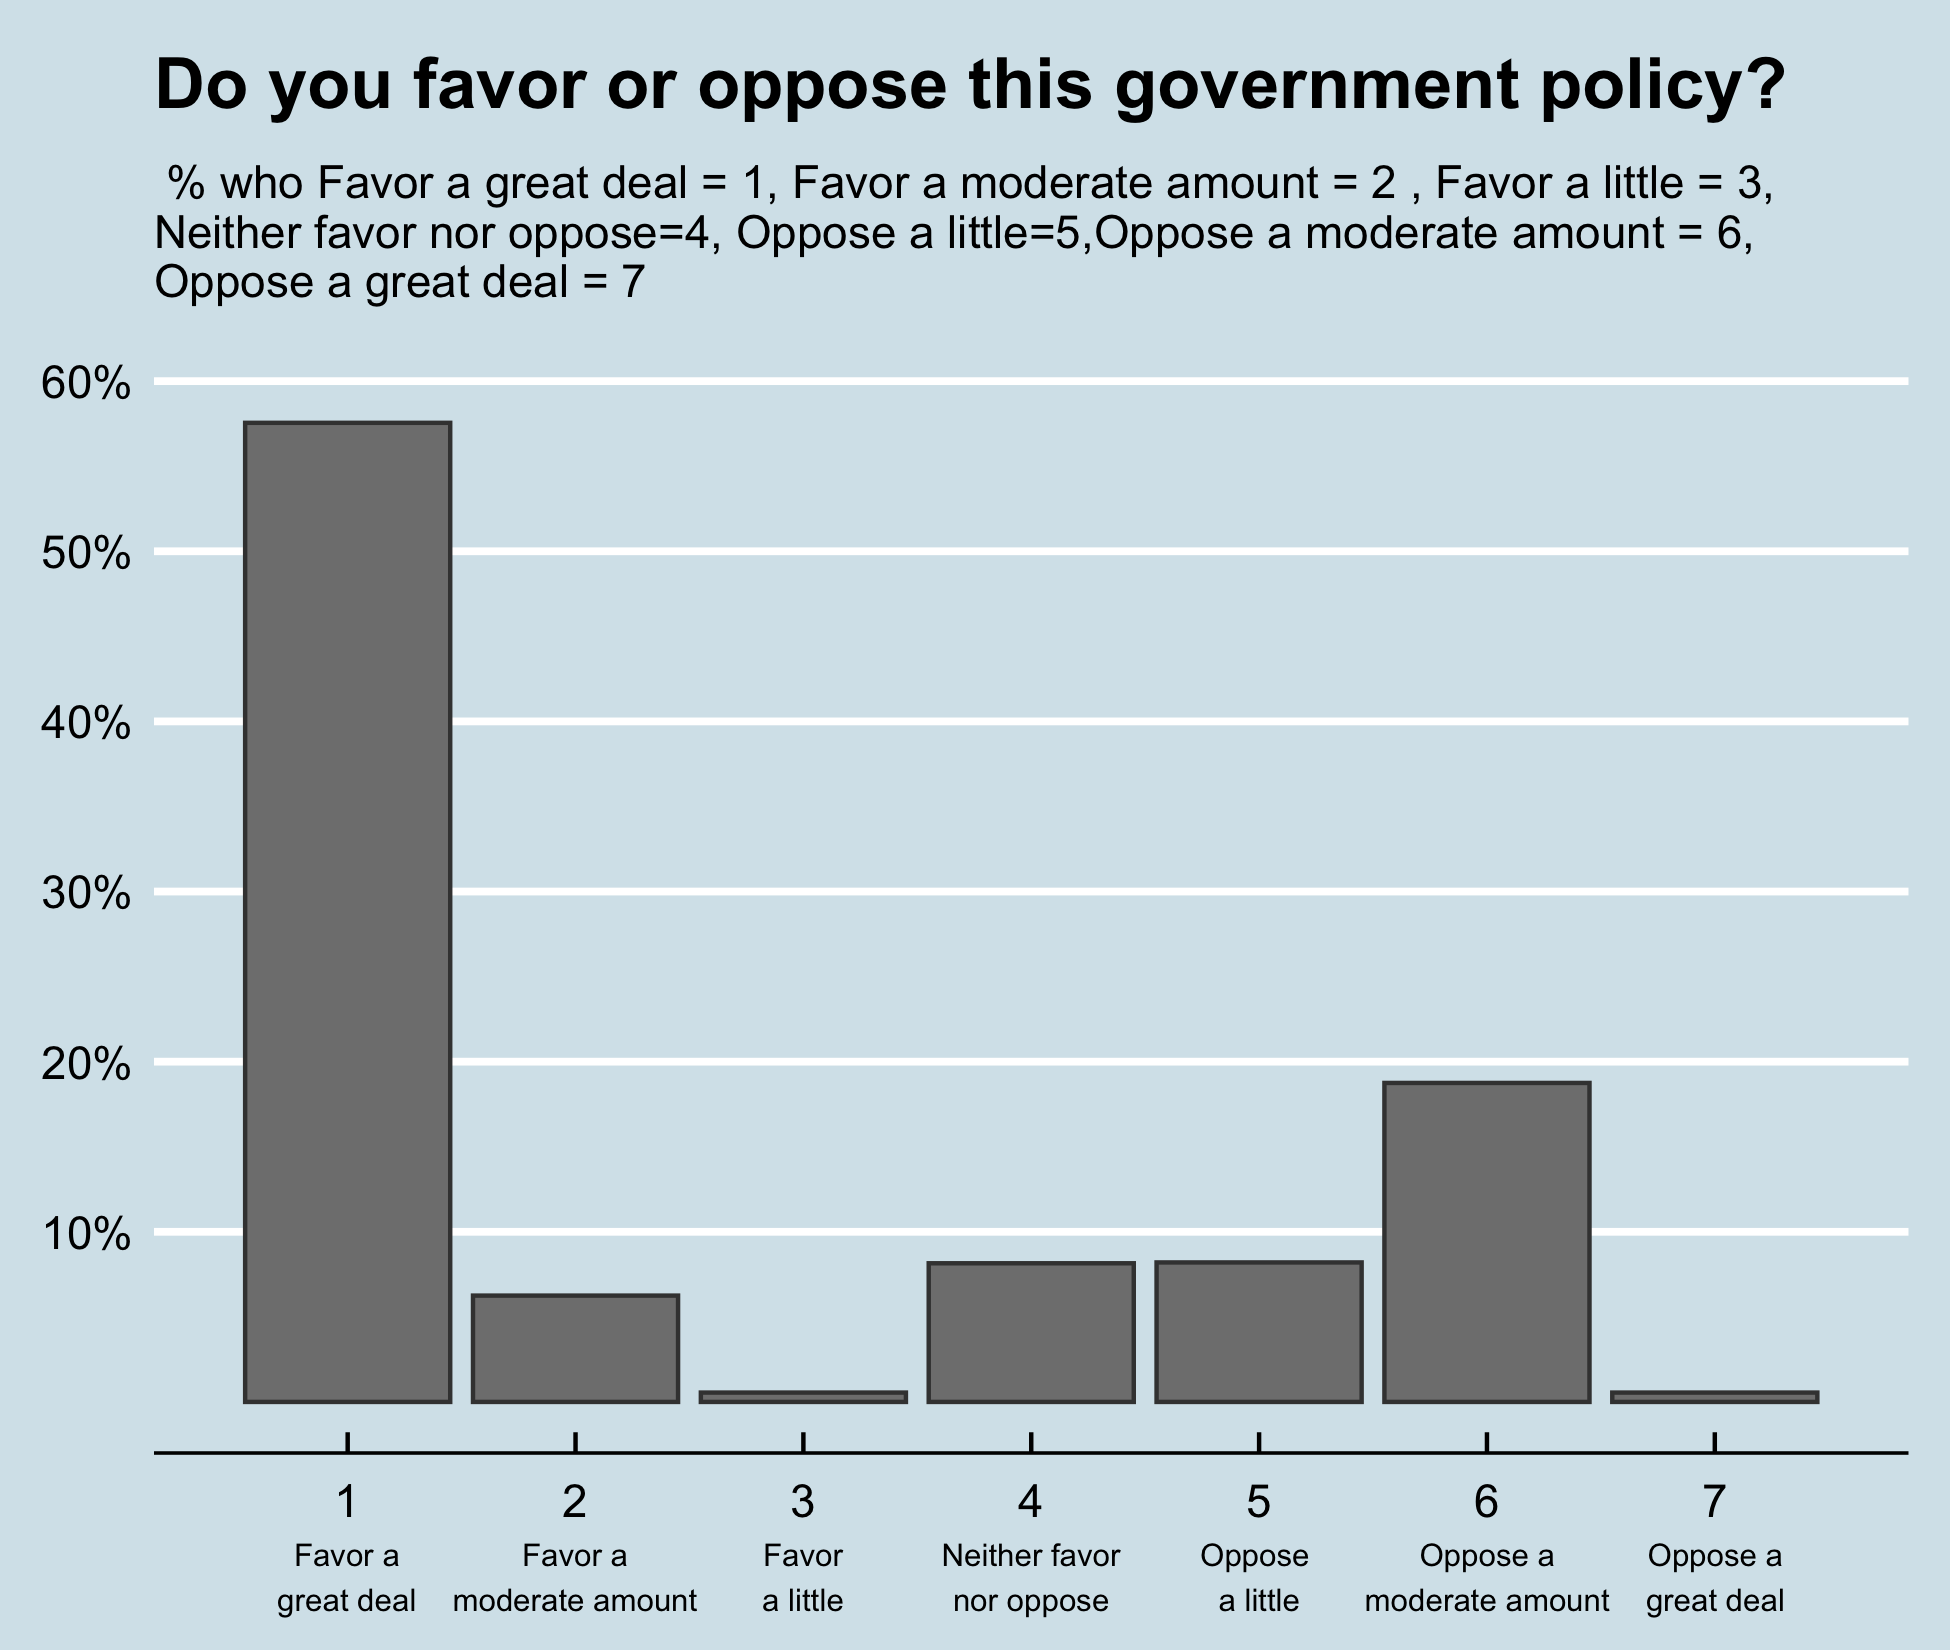 Do you favor or oppose this government policy?
% who Favor a great deal = 1, Favor a moderate amount = 2 , Favor a little = 3,
Neither favor nor oppose=4, Oppose a little=5,Oppose a moderate amount = 6,
Oppose a great deal = 7
60%
50%
40%
30%
20%
10%
1 2 3 4 5 6 7
Favor a Favor a Favor Neither favor Oppose Oppose a Oppose a
great deal moderate amount a little nor oppose a little moderate amount great deal